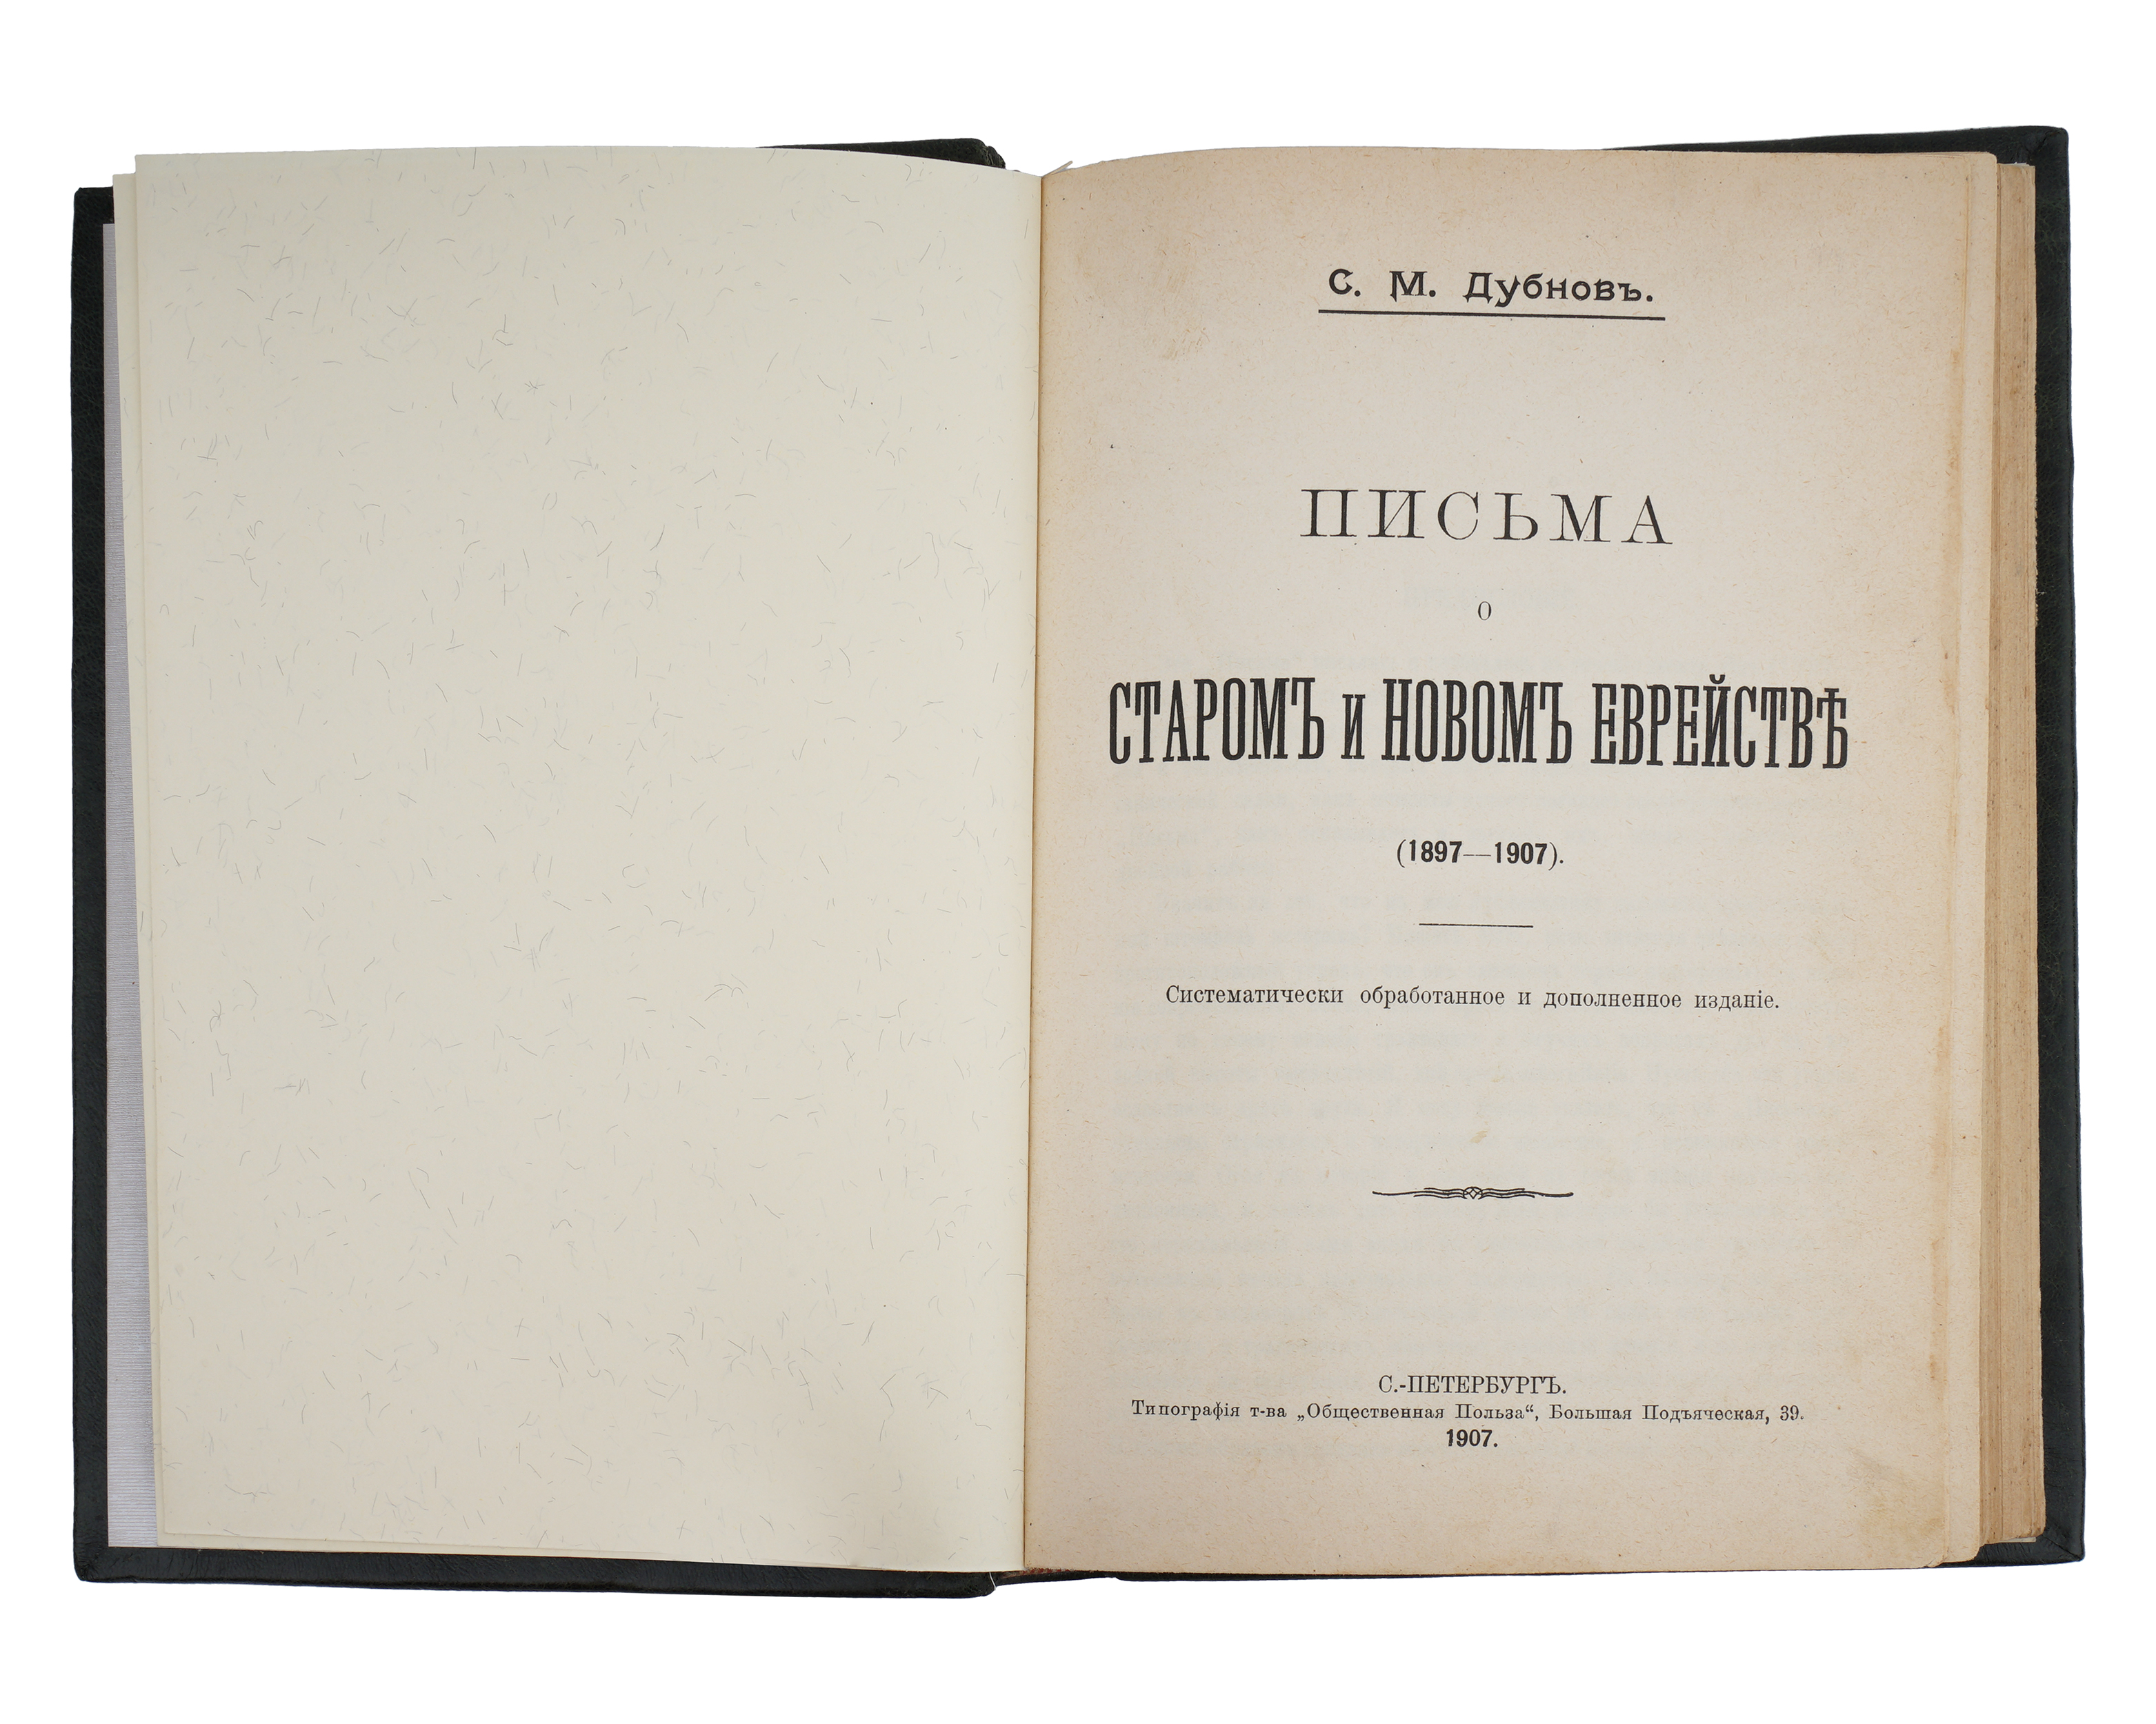 С. М. Дубновъ.
ПИСЬМА
О
СТАРОМЪ и НОВОМЪ ЕВРЕЙСТВѢ
(1897—1907).
Систематически обработанное и дополненное изданіе.
С.-ПЕТЕРБУРГЪ.
Типографія т-ва „Общественная Польза“, Большая Подъяческая, 39.
1907.